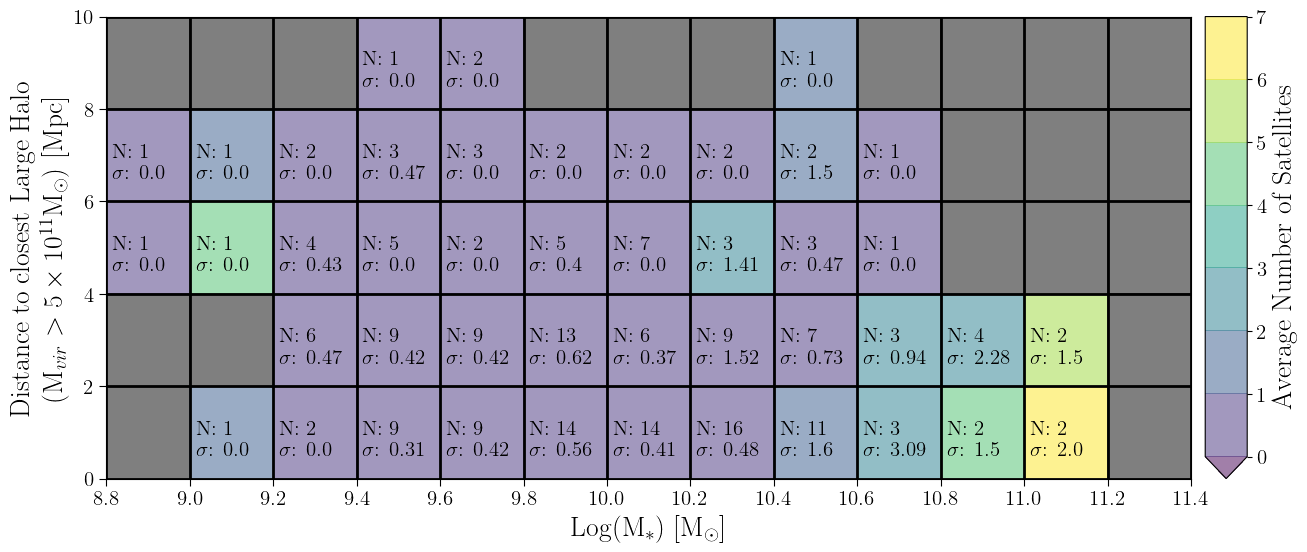 10
N: 1 N: 2 N: 1
σ: 0.0 σ: 0.0 σ: 0.0
8
N: 1 N: 1 N: 2 N: 3 N: 3 N: 2 N: 2 N: 2 N: 2 N: 1
σ: 0.0 σ: 0.0 σ: 0.0 σ: 0.47 σ: 0.0 σ: 0.0 σ: 0.0 σ: 0.0 σ: 1.5 σ: 0.0
6
N: 1 N: 1 N: 4 N: 5 N: 2 N: 5 N: 7 N: 3 N: 3 N: 1
σ: 0.0 σ: 0.0 σ: 0.43 σ: 0.0 σ: 0.0 σ: 0.4 σ: 0.0 σ: 1.41 σ: 0.47 σ: 0.0
4
N: 6 N: 9 N: 9 N: 13 N: 6 N: 9 N: 7 N: 3 N: 4 N: 2
σ: 0.47 σ: 0.42 σ: 0.42 σ: 0.62 σ: 0.37 σ: 1.52 σ: 0.73 σ: 0.94 σ: 2.28 σ: 1.5
2
N: 1 N: 2 N: 9 N: 9 N: 14 N: 14 N: 16 N: 11 N: 3 N: 2 N: 2
σ: 0.0 σ: 0.0 σ: 0.31 σ: 0.42 σ: 0.56 σ: 0.41 σ: 0.48 σ: 1.6 σ: 3.09 σ: 1.5 σ: 2.0
0
8.8 9.0 9.2 9.4 9.6 9.8 10.0 10.2 10.4 10.6 10.8 11.0 11.2 11.4
Log(M*) [M⊙]
Distance to closest Large Halo
(Mvir > 5 × 10¹¹M⊙) [Mpc]
7
6
5
4
3
2
1
0
Average Number of Satellites